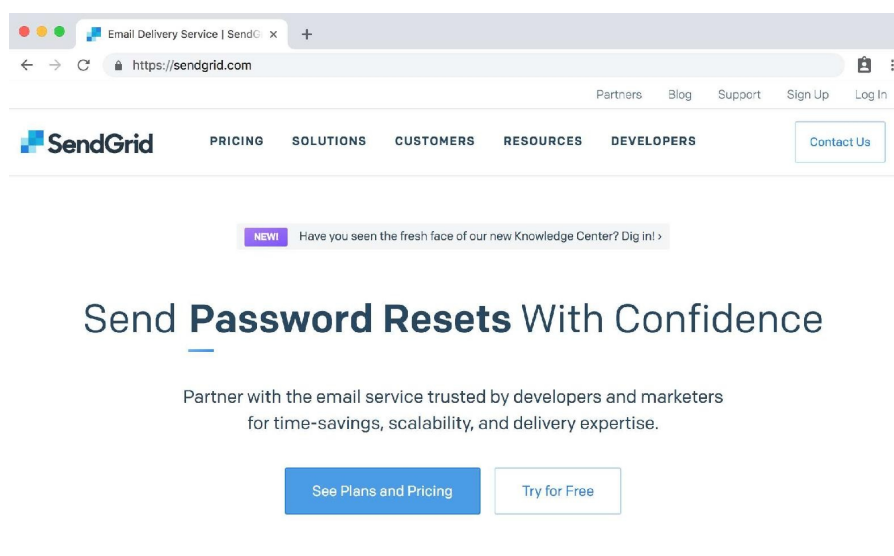 Email Delivery Service | SendG
https://sendgrid.com
Partners Blog Support Sign Up Log In
SendGrid PRICING SOLUTIONS CUSTOMERS RESOURCES DEVELOPERS Contact Us
NEW! Have you seen the fresh face of our new Knowledge Center? Dig in! ›
Send Password Resets With Confidence
Partner with the email service trusted by developers and marketers
for time-savings, scalability, and delivery expertise.
See Plans and Pricing Try for Free